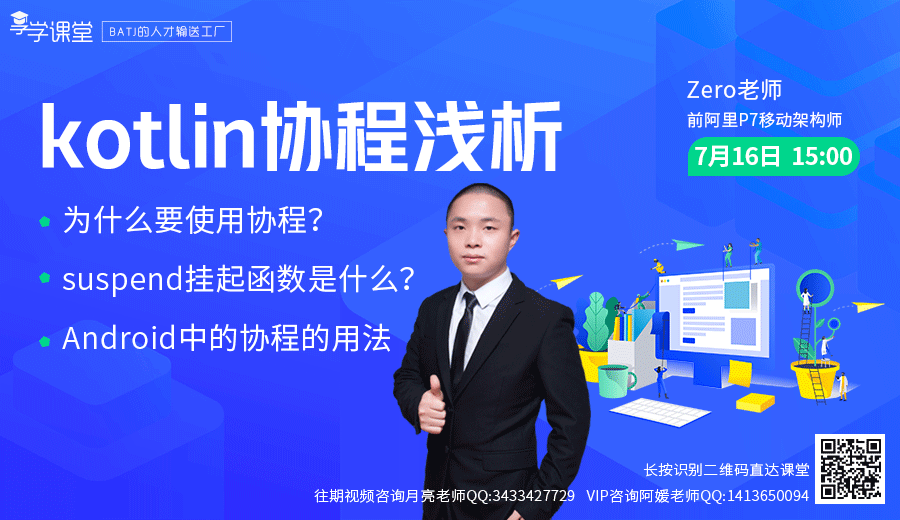 享学课堂
BATJ的人才输送工厂
Zero老师
前阿里P7移动架构师
7月16日 15:00
kotlin协程浅析
为什么要使用协程?
suspend挂起函数是什么?
Android中的协程的用法
长按识别二维码直达课堂
往期视频咨询月亮老师QQ:3433427729 VIP咨询阿媛老师QQ:1413650094